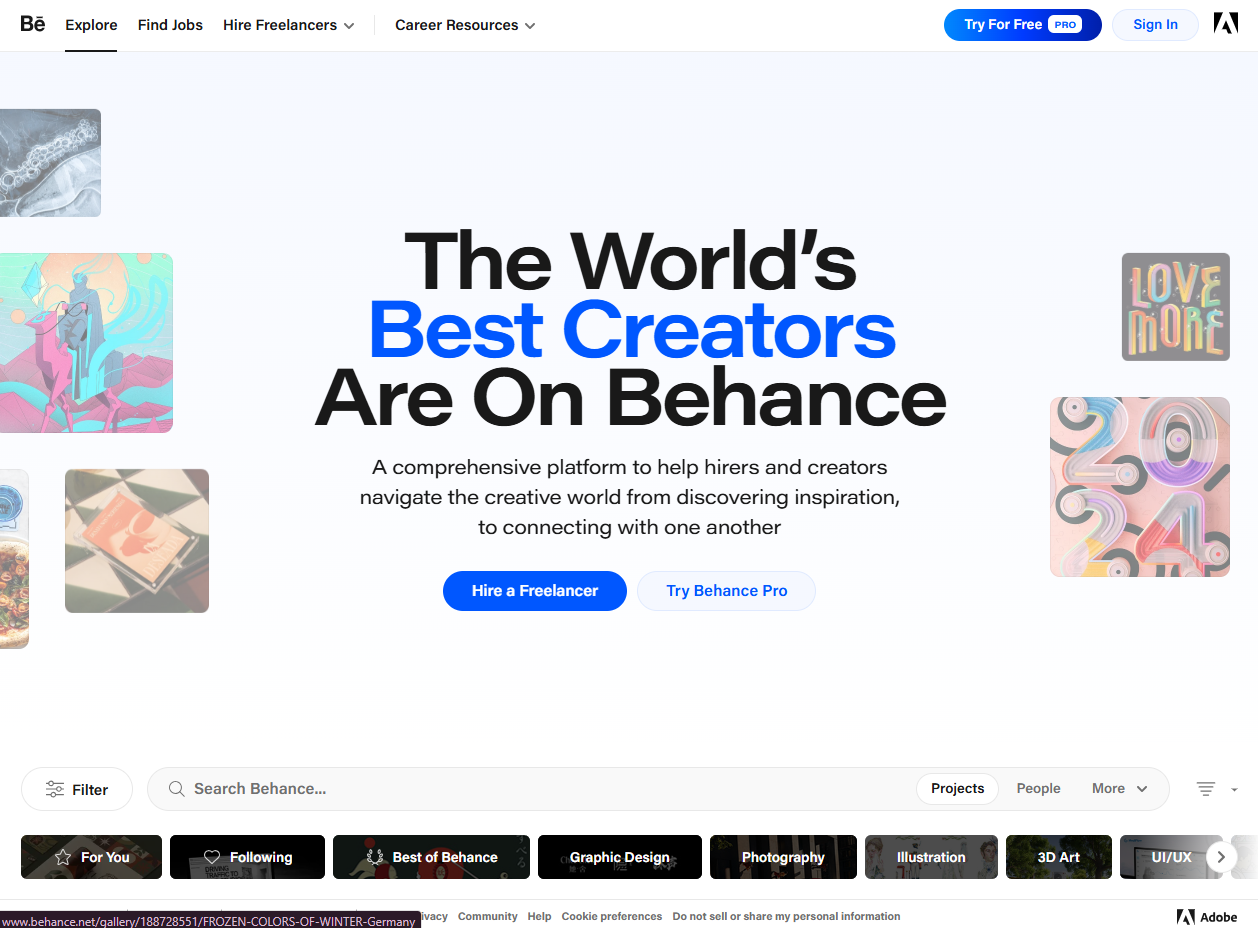 Bē
Explore
Find Jobs
Hire Freelancers
Career Resources
Try For Free PRO
Sign In
LOVE
MORE
2024
The World's
Best Creators
Are On Behance
A comprehensive platform to help hirers and creators
navigate the creative world from discovering inspiration,
to connecting with one another
Hire a Freelancer
Try Behance Pro
Filter
Search Behance...
Projects
People
More
For You
Following
Best of Behance
Graphic Design
Photography
Illustration
3D Art
UI/UX
www.behance.net/gallery/188728551/FROZEN-COLORS-OF-WINTER-Germany
Community
Help
Cookie preferences
Do not sell or share my personal information
Adobe